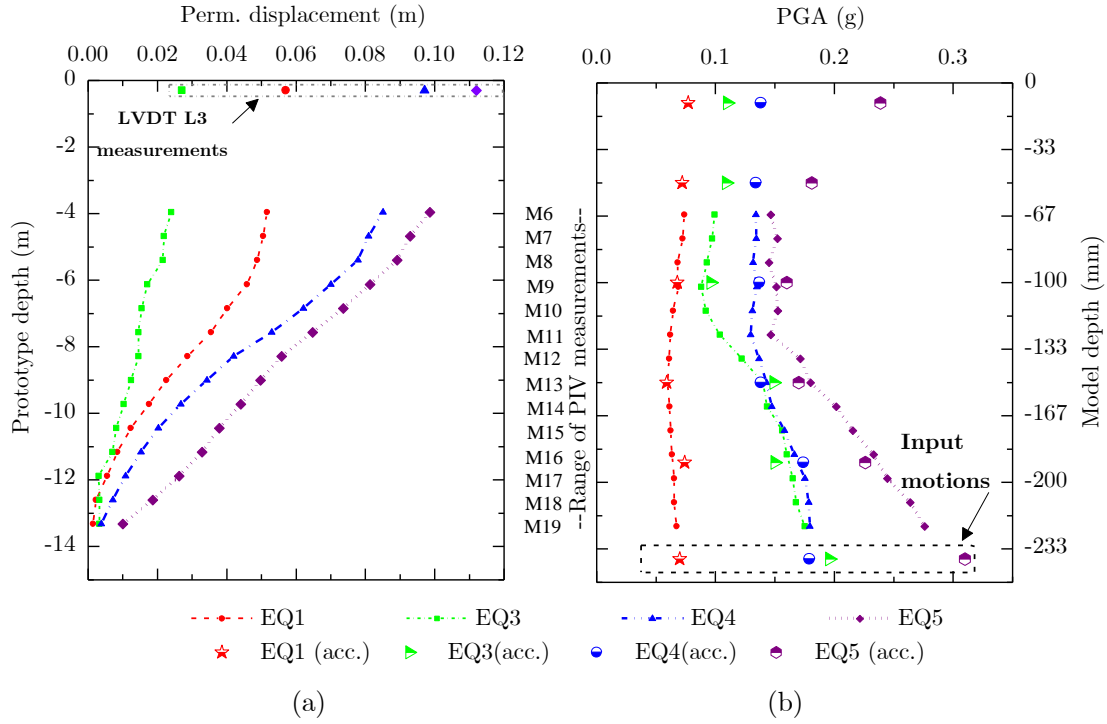 Perm. displacement (m)
0.00 0.02 0.04 0.06 0.08 0.10 0.12
0
-2
-4
-6
-8
-10
-12
-14
Prototype depth (m)
LVDT L3
measurements
M6
M7
M8
M9
M10
M11
M12
M13
M14
M15
M16
M17
M18
M19
--Range of PIV measurements--
PGA (g)
0.0 0.1 0.2 0.3
0
-33
-67
-100
-133
-167
-200
-233
Model depth (mm)
Input
motions
EQ1 EQ3 EQ4 EQ5
EQ1 (acc.) EQ3(acc.) EQ4(acc.) EQ5 (acc.)
(a) (b)